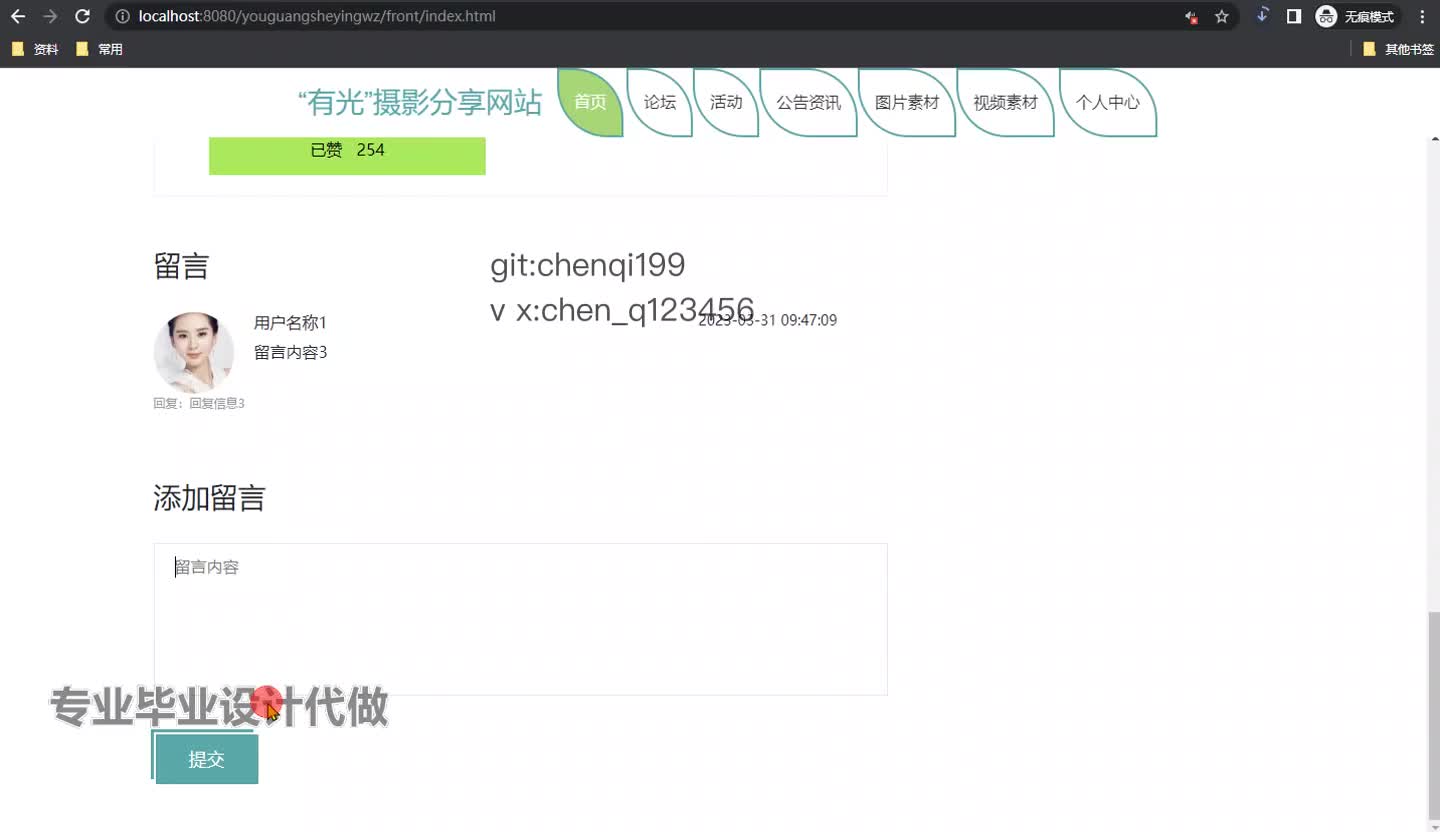 localhost:8080/youguangsheyingwz/front/index.html
无痕模式
资料 常用 其他书签
“有光”摄影分享网站 首页 论坛 活动 公告资讯 图片素材 视频素材 个人中心
已赞 254
留言
git:chenqi199
v x:chen_q123456
用户名称1
2023-03-31 09:47:09
留言内容3
回复：回复信息3
添加留言
留言内容
专业毕业设计代做
提交